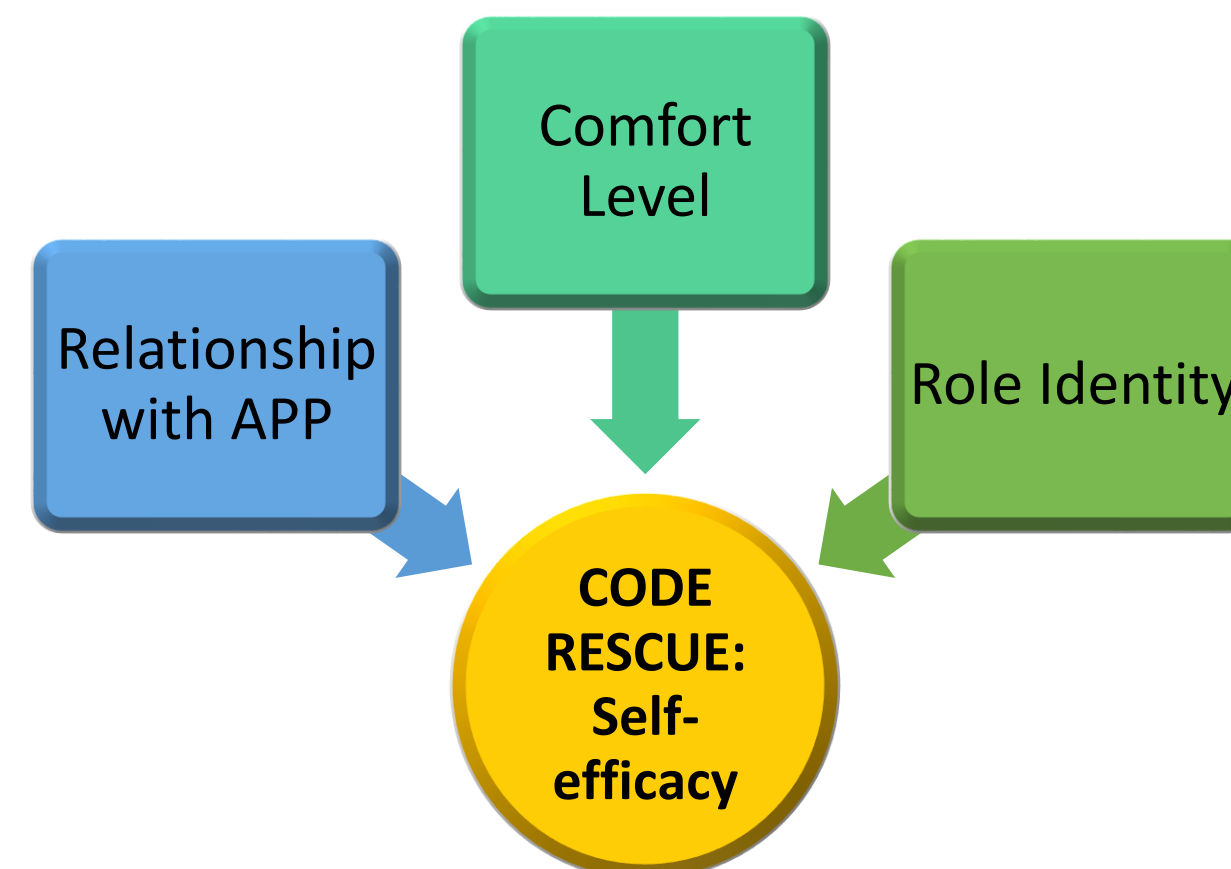 Comfort
Level
Relationship
with APP
Role Identity
CODE
RESCUE:
Self-
efficacy